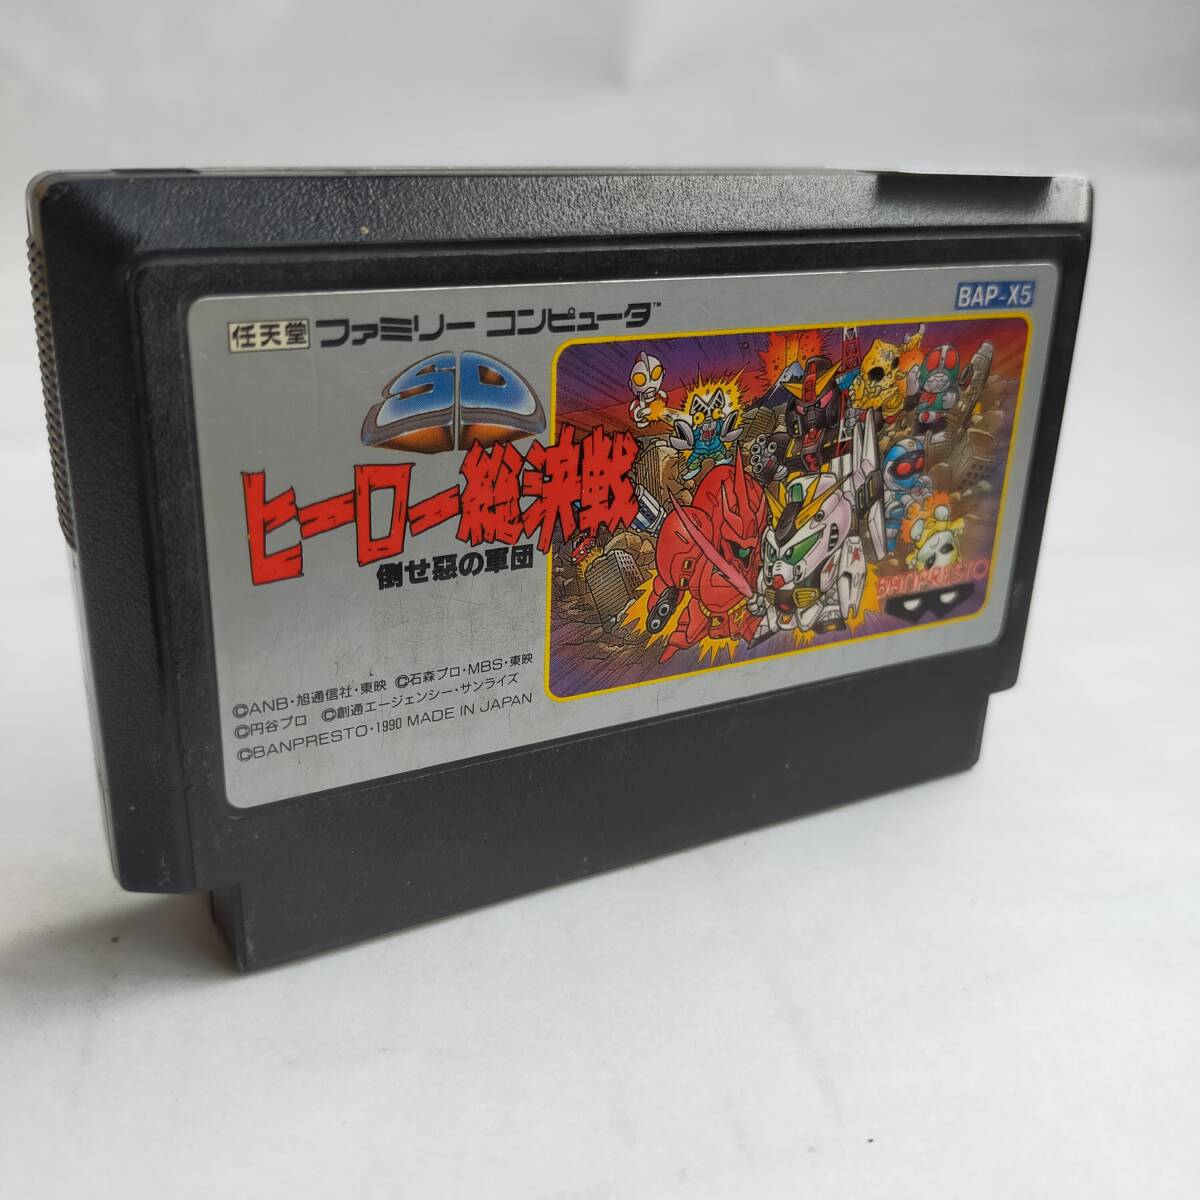 任天堂 ファミリー コンピュータ™
BAP-X5
SD
ヒーロー総決戦
倒せ悪の軍団
BANPRESTO
©ANB・旭通信社・東映 ©石森プロ・MBS・東映
©円谷プロ ©創通エージェンシー・サンライズ
©BANPRESTO・1990 MADE IN JAPAN